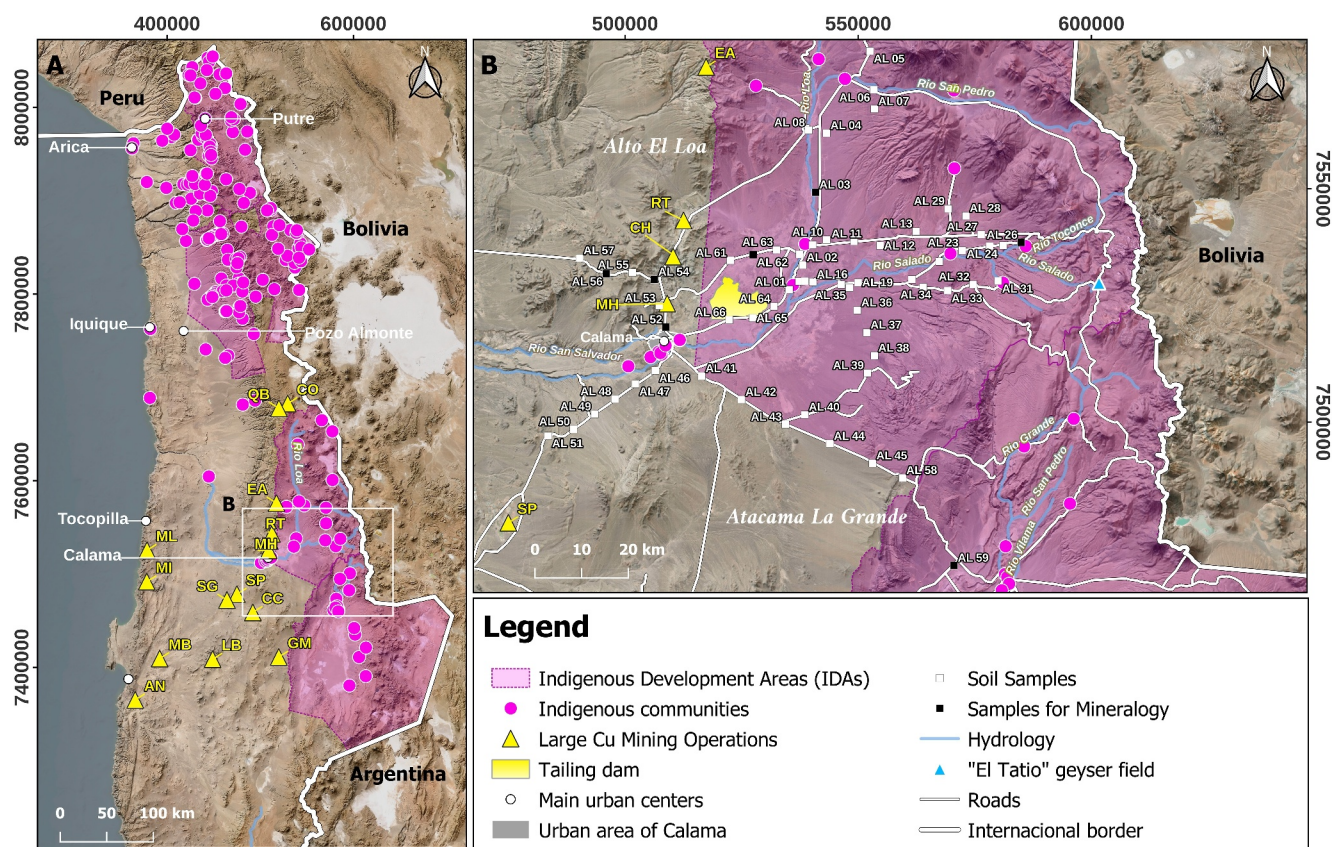 400000
600000
500000
550000
600000
8000000
7800000
7600000
7400000
7550000
7500000
A
N
Peru
Putre
Arica
Bolivia
Iquique
Pozo Almonte
QB
CO
Rio Loa
EA
B
RT
Tocopilla
MH
ML
Calama
MI
SP
SG
CC
MB
LB
GM
AN
Argentina
0 50 100 km
B
EA
N
AL 05
Rio San Pedro
AL 06
AL 07
Rio Loa
AL 08
AL 04
Alto El Loa
AL 03
RT
AL 29
AL 28
CH
AL 13
AL 27
AL 10
AL 11
AL 26
Rio Toconce
AL 57
AL 61
AL 63
AL 12
AL 23
Bolivia
AL 55
AL 54
AL 62
AL 02
Rio Salado
AL 24
Rio Salado
AL 56
AL 01
AL 16
AL 19
AL 32
AL 31
MH
AL 53
AL 64
AL 35
AL 34
AL 33
AL 52
AL 66
AL 65
AL 36
Calama
AL 37
Rio San Salvador
AL 38
AL 39
AL 46
AL 41
AL 48
AL 47
AL 42
AL 49
AL 40
AL 50
AL 43
AL 51
AL 44
Rio Grande
AL 45
AL 58
Rio San Pedro
SP
Atacama La Grande
0 10 20 km
AL 59
Rio Vilama
Legend
Indigenous Development Areas (IDAs)
Indigenous communities
Large Cu Mining Operations
Tailing dam
Main urban centers
Urban area of Calama
Soil Samples
Samples for Mineralogy
Hydrology
"El Tatio" geyser field
Roads
Internacional border